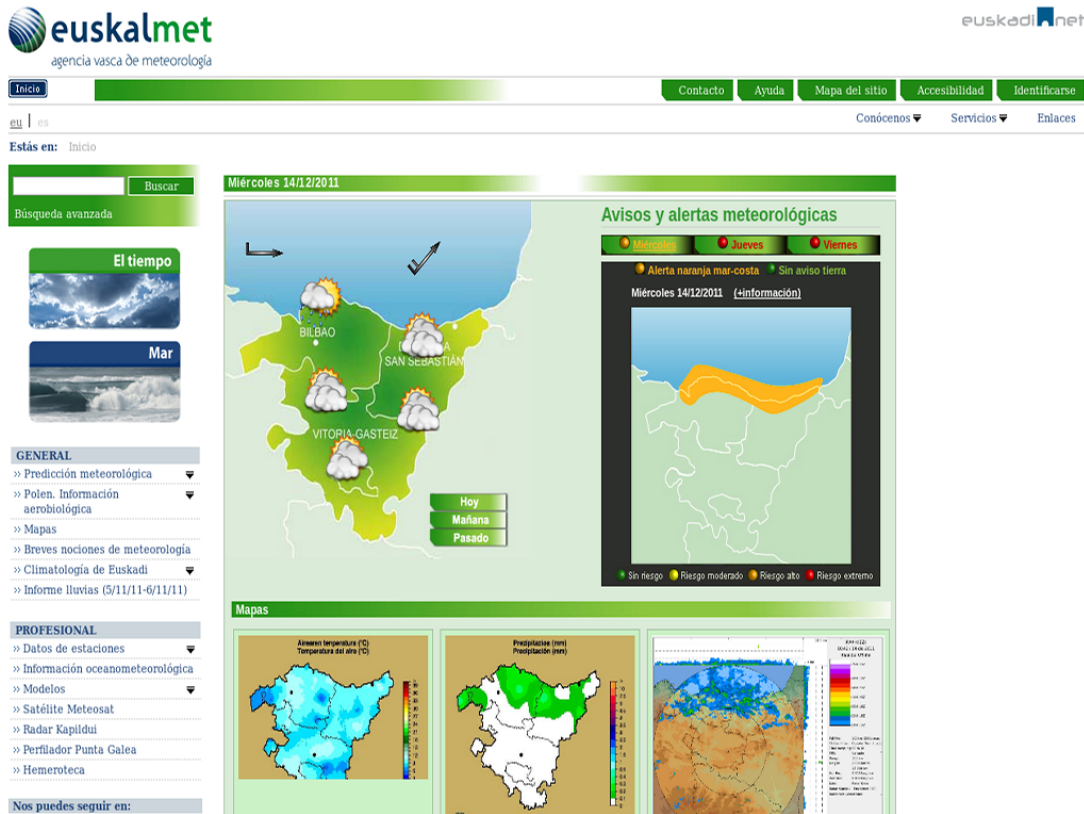 euskalmet
agencia vasca de meteorología
euskadi net
Inicio
Contacto
Ayuda
Mapa del sitio
Accesibilidad
Identificarse
eu | es
Conócenos
Servicios
Enlaces
Estás en: Inicio
Buscar
Búsqueda avanzada
El tiempo
Mar
GENERAL
» Predicción meteorológica
» Polen. Información
aerobiológica
» Mapas
» Breves nociones de meteorología
» Climatología de Euskadi
» Informe lluvias (5/11/11-6/11/11)
PROFESIONAL
» Datos de estaciones
» Información oceanometeorológica
» Modelos
» Satélite Meteosat
» Radar Kapildui
» Perfilador Punta Galea
» Hemeroteca
Nos puedes seguir en:
Miércoles 14/12/2011
BILBAO
SAN SEBASTIÁN
VITORIA-GASTEIZ
Hoy
Mañana
Pasado
Avisos y alertas meteorológicas
Miércoles
Jueves
Viernes
Alerta naranja mar-costa
Sin aviso tierra
Miércoles 14/12/2011 (+información)
Sin riesgo
Riesgo moderado
Riesgo alto
Riesgo extremo
Mapas
Airearen tenperatura (°C)
Temperatura del aire (°C)
Prezipitazioa (mm)
Precipitación (mm)